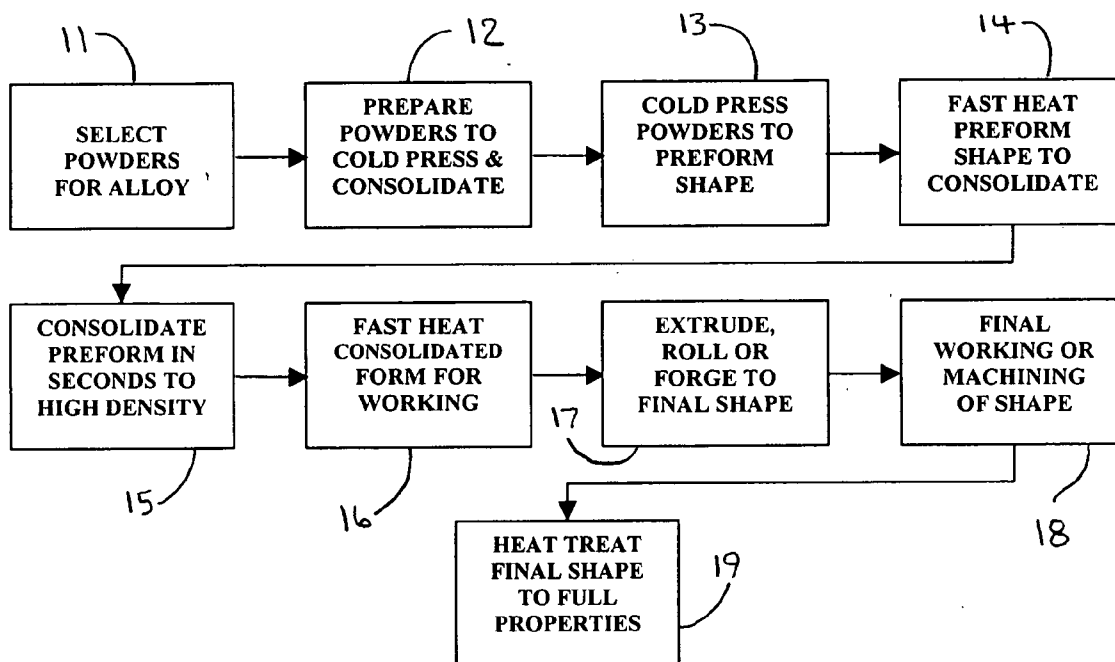 11
12
13
14
SELECT
POWDERS
FOR ALLOY
PREPARE
POWDERS TO
COLD PRESS &
CONSOLIDATE
COLD PRESS
POWDERS TO
PREFORM
SHAPE
FAST HEAT
PREFORM
SHAPE TO
CONSOLIDATE
CONSOLIDATE
PREFORM IN
SECONDS TO
HIGH DENSITY
FAST HEAT
CONSOLIDATED
FORM FOR
WORKING
EXTRUDE,
ROLL OR
FORGE TO
FINAL SHAPE
FINAL
WORKING OR
MACHINING
OF SHAPE
15
16
17
18
HEAT TREAT
FINAL SHAPE
TO FULL
PROPERTIES
19